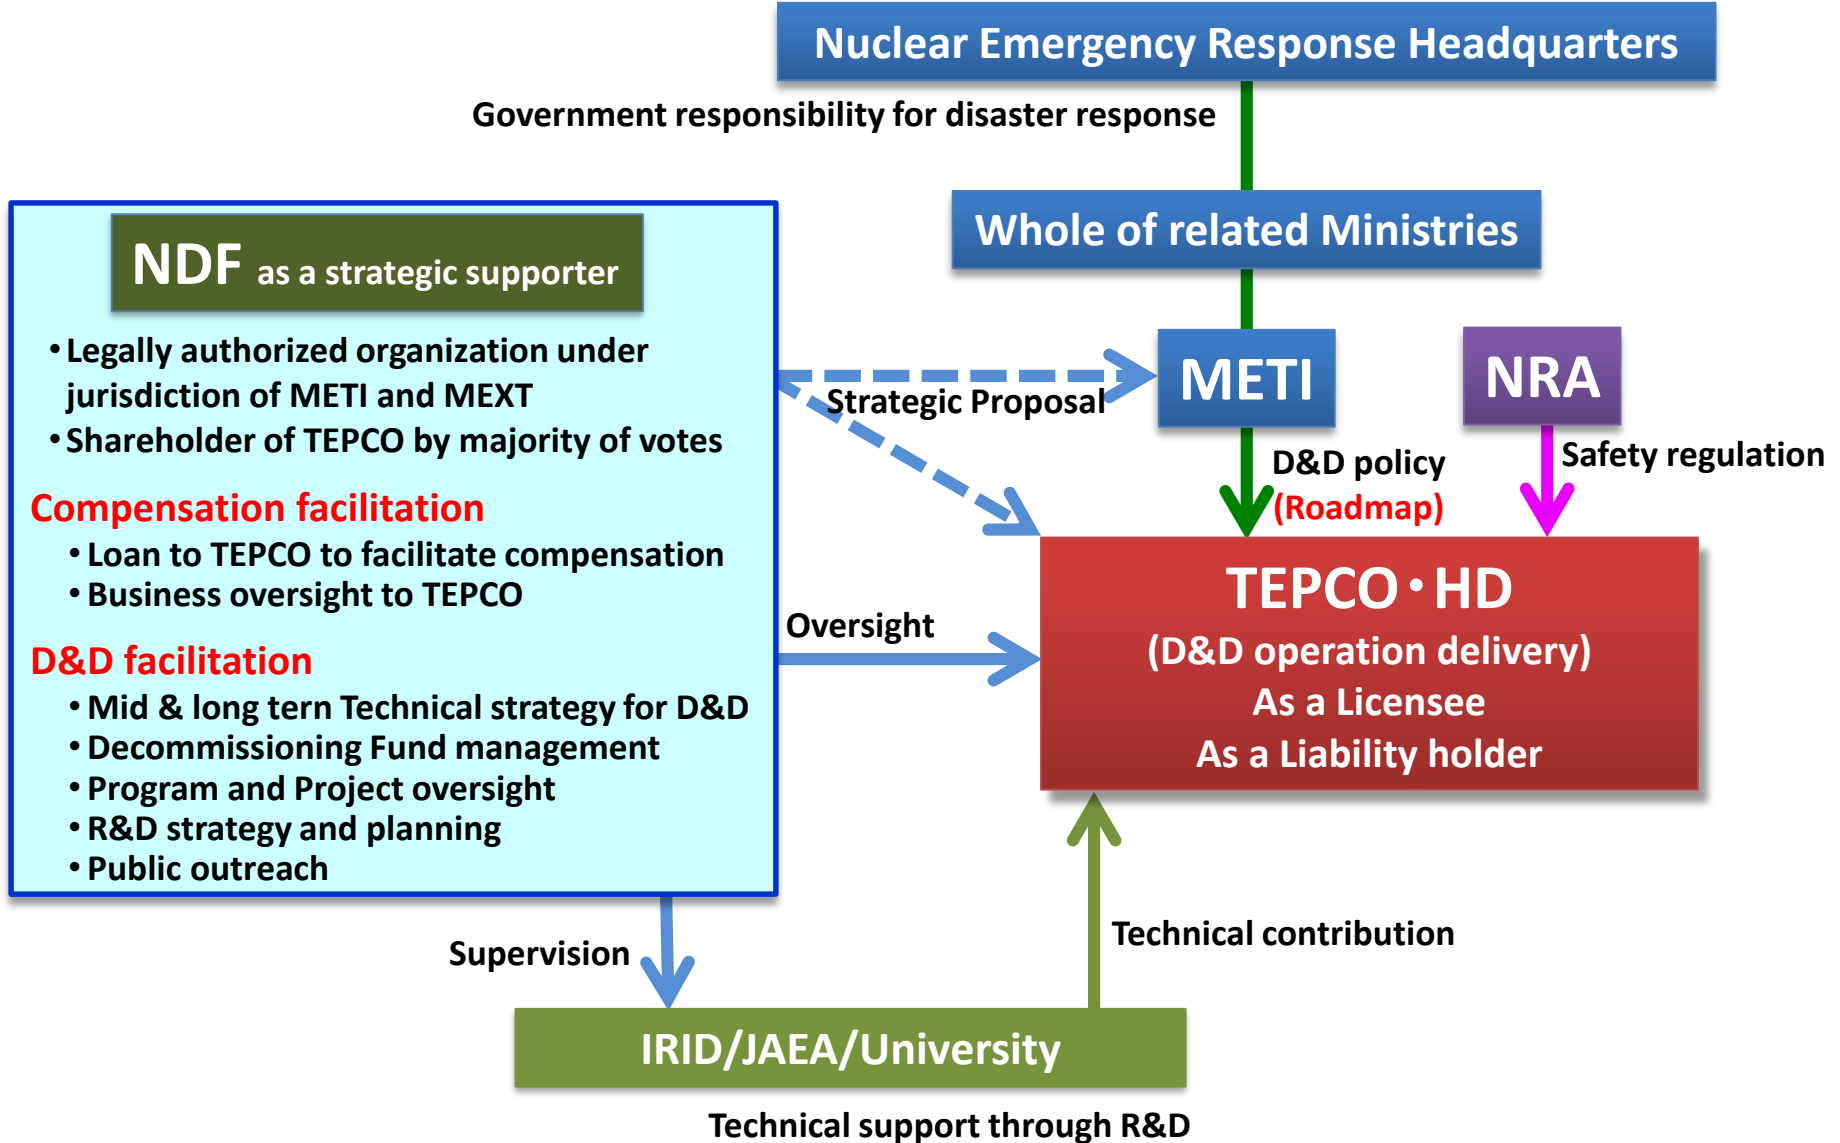 Nuclear Emergency Response Headquarters
Government responsibility for disaster response
Whole of related Ministries
NDF as a strategic supporter
・Legally authorized organization under
jurisdiction of METI and MEXT
・Shareholder of TEPCO by majority of votes
Compensation facilitation
・Loan to TEPCO to facilitate compensation
・Business oversight to TEPCO
D&D facilitation
・Mid & long tern Technical strategy for D&D
・Decommissioning Fund management
・Program and Project oversight
・R&D strategy and planning
・Public outreach
Strategic Proposal
METI
NRA
D&D policy
(Roadmap)
Safety regulation
Oversight
TEPCO・HD
(D&D operation delivery)
As a Licensee
As a Liability holder
Supervision
Technical contribution
IRID/JAEA/University
Technical support through R&D